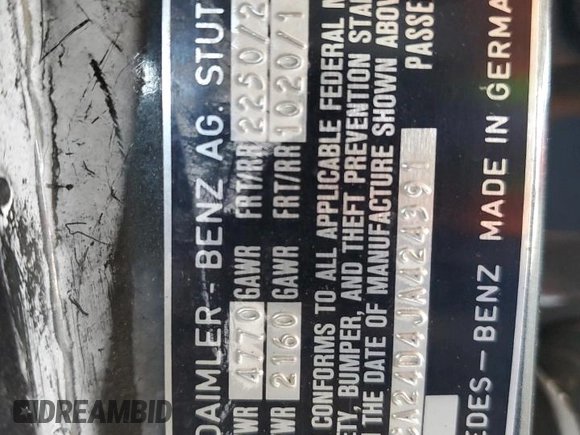 DAIMLER - BENZ AG. STUT
WR 4770 GAWR FRT/RR 2250/2
WR 2160 GAWR FRT/RR 1020/1
CONFORMS TO ALL APPLICABLE FEDERAL
ETY, BUMPER, AND THEFT PREVENTION STAN
THE DATE OF MANUFACTURE SHOWN ABOV
PASSE
CA24D4JA424391
EDES-BENZ MADE IN GERMA
DREAMBID